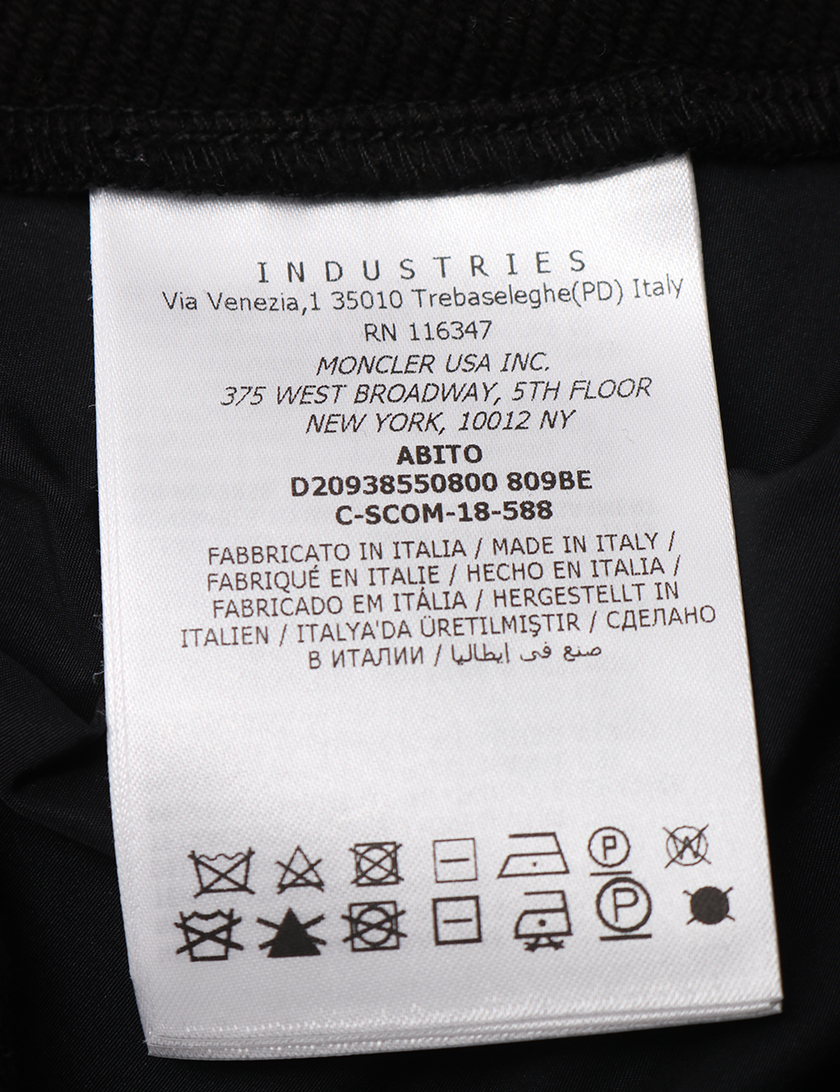 INDUSTRIES
Via Venezia,1 35010 Trebaseleghe(PD) Italy
RN 116347
MONCLER USA INC.
375 WEST BROADWAY, 5TH FLOOR
NEW YORK, 10012 NY
ABITO
D20938550800 809BE
C-SCOM-18-588
FABBRICATO IN ITALIA / MADE IN ITALY /
FABRIQUÉ EN ITALIE / HECHO EN ITALIA /
FABRICADO EM ITÁLIA / HERGESTELLT IN
ITALIEN / ITALYA'DA ÜRETILMIŞTIR / СДЕЛАНО
В ИТАЛИИ / صنع في إيطاليا
P W
P